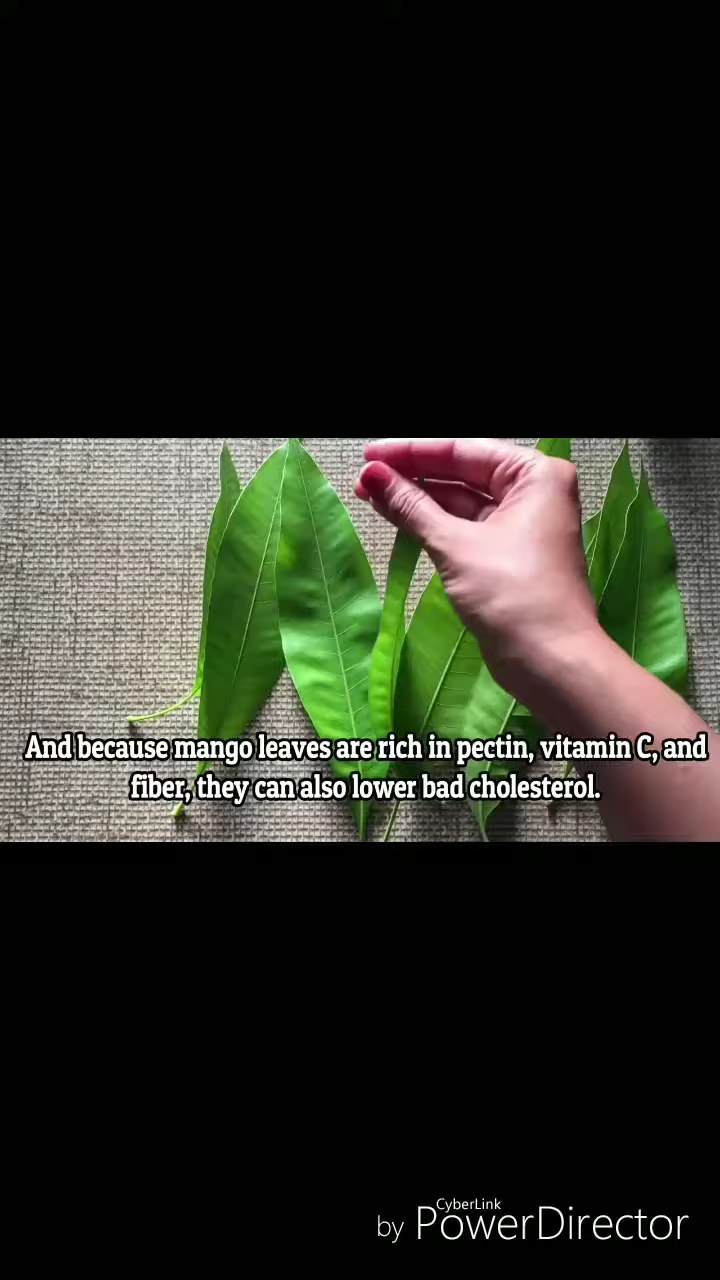 And because mango leaves are rich in pectin, vitamin C, and
fiber, they can also lower bad cholesterol.
CyberLink
by PowerDirector